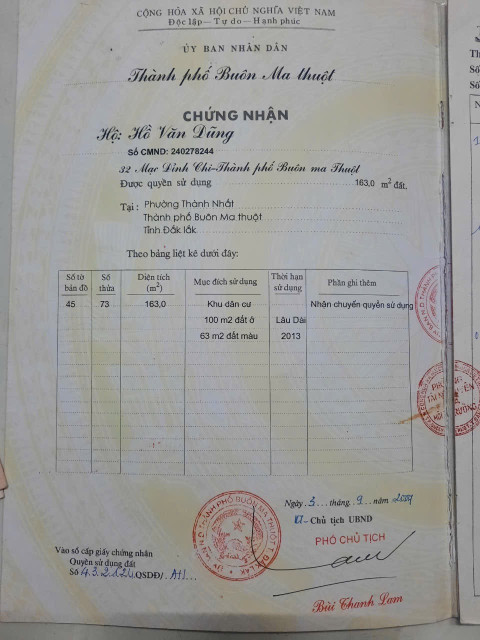 CỘNG HÒA XÃ HỘI CHỦ NGHĨA VIỆT NAM
Độc lập – Tự do – Hạnh phúc
ỦY BAN NHÂN DÂN
Thành phố Buôn Ma thuột
CHỨNG NHẬN
Hộ: Hồ Văn Dũng
Số CMND: 240278244
32 Mạc Dỉnh Chi-Thành phố Buôn ma Thuột
Được quyền sử dụng 163,0 m² đất.
Tại: Phường Thành Nhất
Thành phố Buôn Ma thuột
Tỉnh Đắk lắk
Theo bảng liệt kê dưới đây:
Số tờ bản đồ Số thửa Diện tích (m²) Mục đích sử dụng Thời hạn sử dụng Phần ghi thêm
45 73 163,0 Khu dân cư Nhận chuyển quyền sử dụng
100 m2 đất ở Lâu Dài
63 m2 đất màu 2013
Ngày 3 tháng 9 năm
Chủ tịch UBND
PHÓ CHỦ TỊCH
Vào sổ cấp giấy chứng nhận
Quyền sử dụng đất
Số QSDĐ/
Bùi Thanh Lam